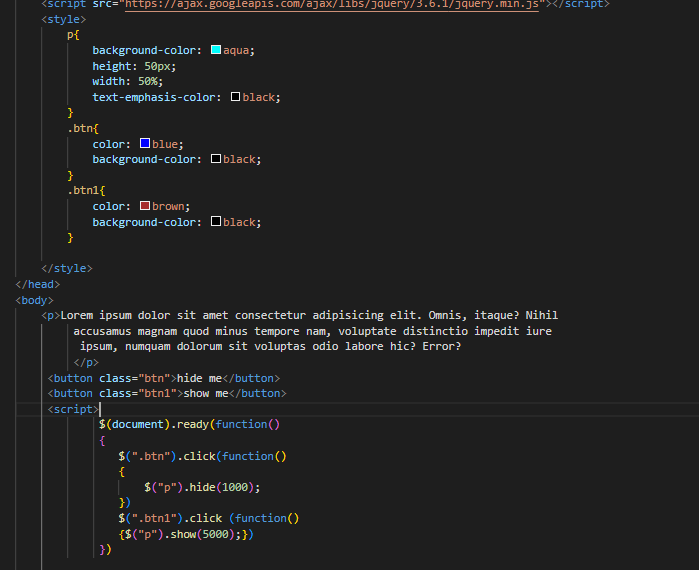 <script src="https://ajax.googleapis.com/ajax/libs/jquery/3.6.1/jquery.min.js"></script>
<style>
p{
background-color: aqua;
height: 50px;
width: 50%;
text-emphasis-color: black;
}
.btn{
color: blue;
background-color: black;
}
.btn1{
color: brown;
background-color: black;
}
</style>
</head>
<body>
<p>Lorem ipsum dolor sit amet consectetur adipisicing elit. Omnis, itaque? Nihil
accusamus magnam quod minus tempore nam, voluptate distinctio impedit iure
ipsum, numquam dolorum sit voluptas odio labore hic? Error?
</p>
<button class="btn">hide me</button>
<button class="btn1">show me</button>
<script>
$(document).ready(function()
{
$(".btn").click(function()
{
$("p").hide(1000);
})
$(".btn1").click (function()
{$("p").show(5000);})
})